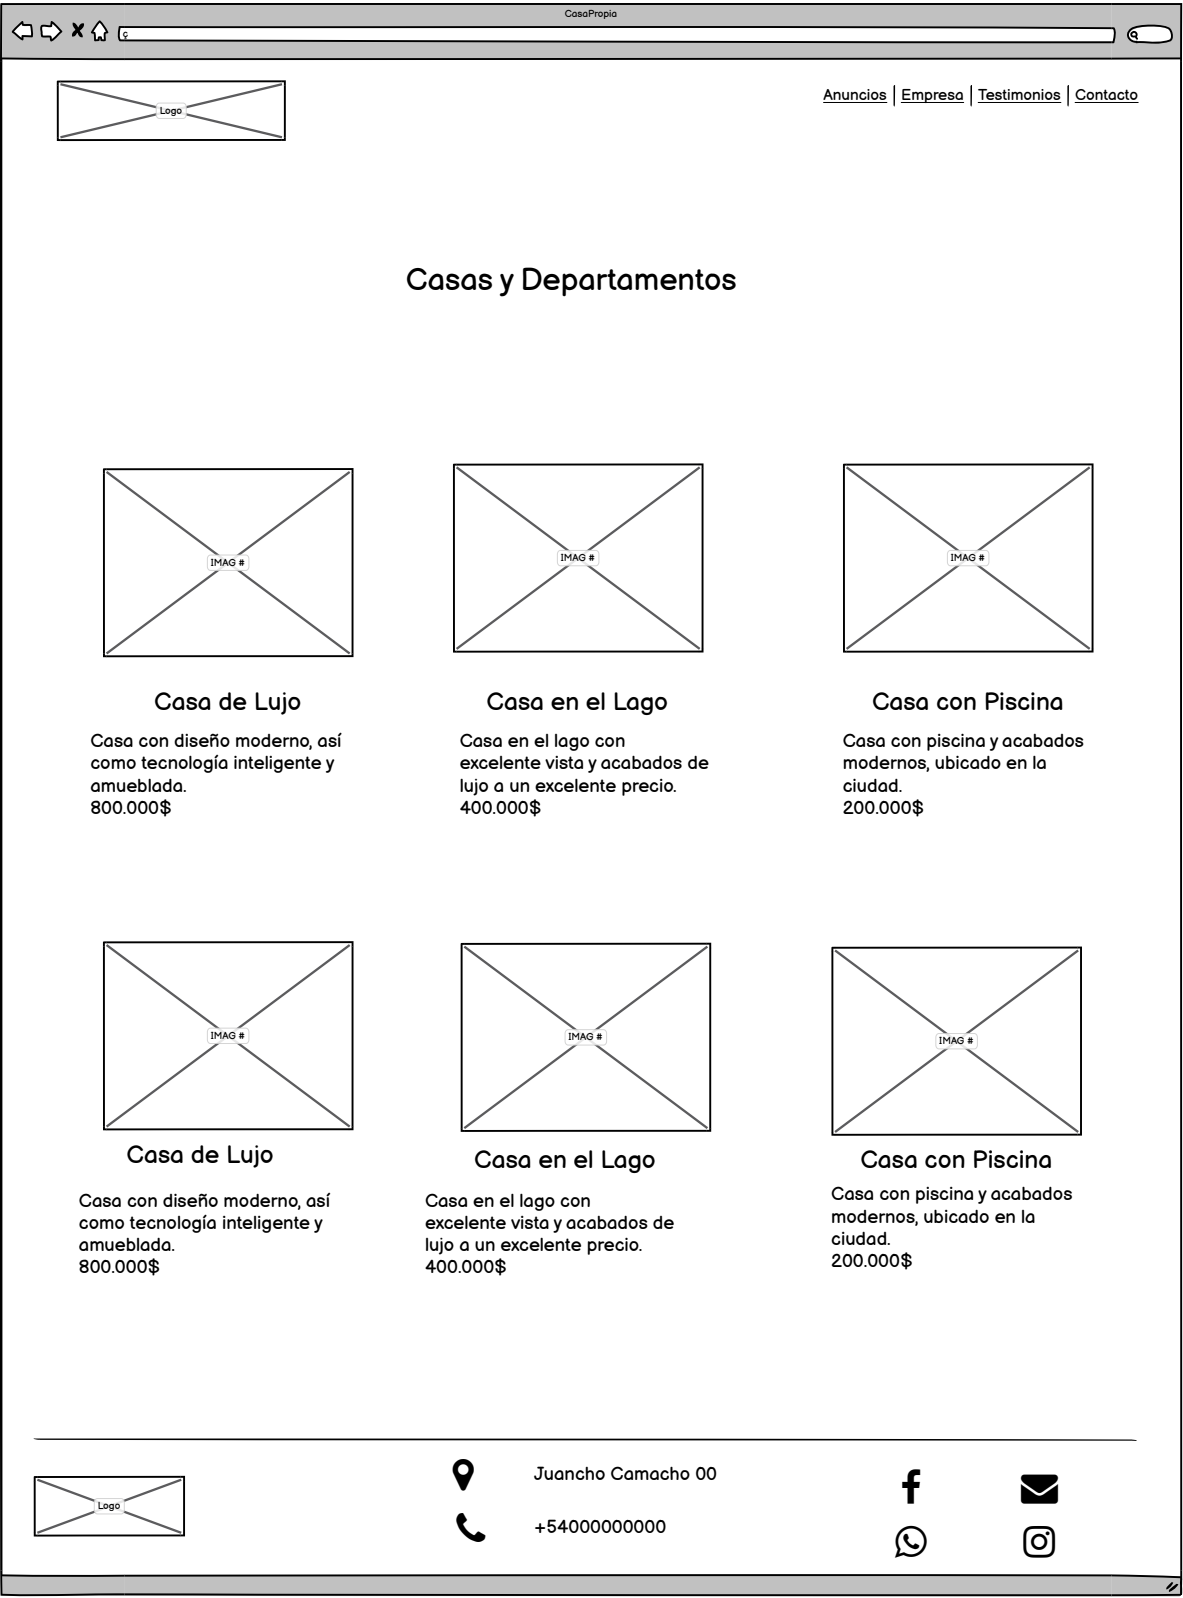 CasaPropia
ç
Logo
Anuncios | Empresa | Testimonios | Contacto
Casas y Departamentos
IMAG #
IMAG #
IMAG #
Casa de Lujo
Casa con diseño moderno, así
como tecnología inteligente y
amueblada.
800.000$
Casa en el Lago
Casa en el lago con
excelente vista y acabados de
lujo a un excelente precio.
400.000$
Casa con Piscina
Casa con piscina y acabados
modernos, ubicado en la
ciudad.
200.000$
IMAG #
IMAG #
IMAG #
Casa de Lujo
Casa con diseño moderno, así
como tecnología inteligente y
amueblada.
800.000$
Casa en el Lago
Casa en el lago con
excelente vista y acabados de
lujo a un excelente precio.
400.000$
Casa con Piscina
Casa con piscina y acabados
modernos, ubicado en la
ciudad.
200.000$
Logo
Juancho Camacho 00
+54000000000